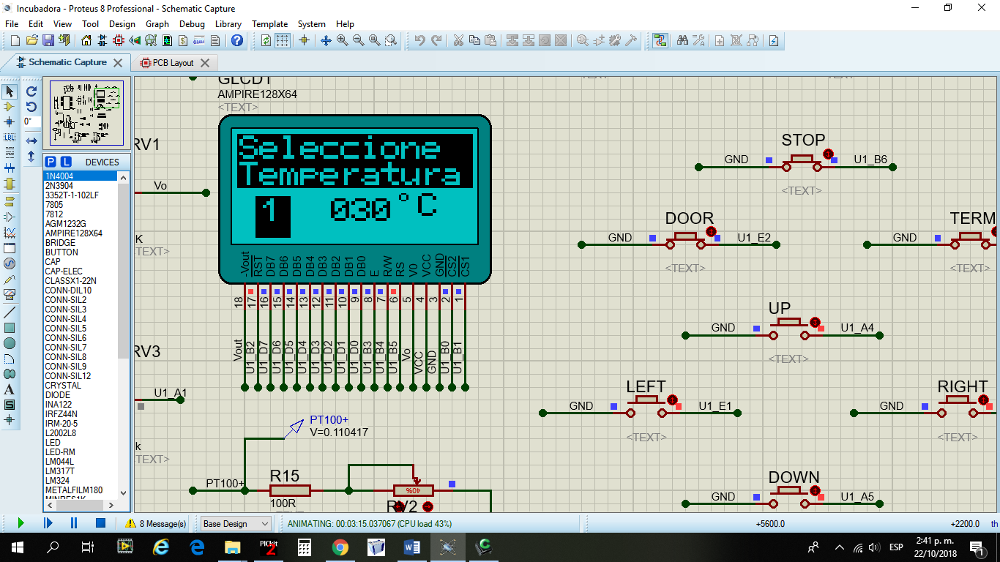 Incubadora - Proteus 8 Professional - Schematic Capture
File Edit View Tool Design Graph Debug Library Template System Help
Schematic Capture
PCB Layout
0°
P L DEVICES
1N4004
2N3904
3352T-1-102LF
7805
7812
AGM1232G
AMPIRE128X64
BRIDGE
BUTTON
CAP
CAP-ELEC
CLASSX1-22N
CONN-DIL10
CONN-SIL2
CONN-SIL3
CONN-SIL4
CONN-SIL5
CONN-SIL6
CONN-SIL7
CONN-SIL8
CONN-SIL9
CONN-SIL12
CRYSTAL
DIODE
INA122
IRFZ44N
IRM-20-5
L2002L8
LED
LED-RM
LM044L
LM317T
LM324
METALFILM180
MINRES1K
GLCD1
AMPIRE128X64
<TEXT>
Seleccione
Temperatura
1 030°C
-Vout RST DB7 DB6 DB5 DB4 DB3 DB2 DB1 DB0 E R/W RS V0 VCC GND CS2 CS1
18 17 16 15 14 13 12 11 10 9 8 7 6 5 4 3 2 1
Vout U1_B2 U1_D7 U1_D6 U1_D5 U1_D4 U1_D3 U1_D2 U1_D1 U1_D0 U1_B3 U1_B4 U1_B5 Vo VCC GND U1_B0 U1_B1
RV1
Vo
K
TEXT>
RV3
U1_A1
k
TEXT>
PT100+
V=0.110417
PT100+
R15
100R
40%
RV2
<TEXT>
<TEXT>
STOP
GND U1_B6
<TEXT>
DOOR
GND U1_E2
<TEXT>
TERM
GND
<TEXT>
UP
GND U1_A4
<TEXT>
LEFT
GND U1_E1
<TEXT>
RIGHT
GND
<TEXT>
DOWN
GND U1_A5
8 Message(s)
Base Design
ANIMATING: 00:03:15.037067 (CPU load 43%)
+5600.0
+2200.0
th
PICkit
2
ESP
2:41 p. m.
22/10/2018
1